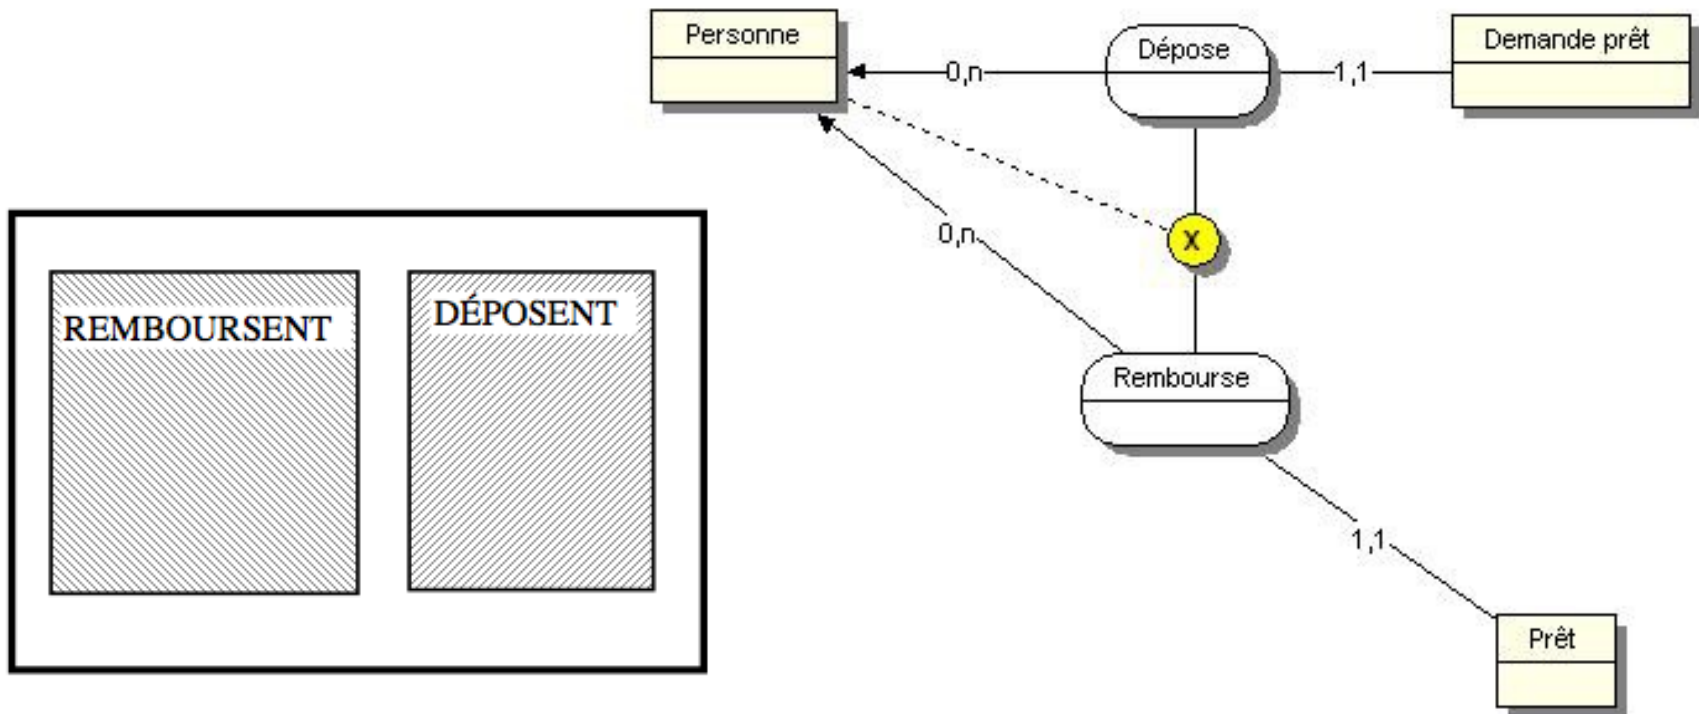 Personne
Dépose
Demande prêt
0,n
1,1
REMBOURSENT
DÉPOSENT
0,n
X
Rembourse
1,1
Prêt